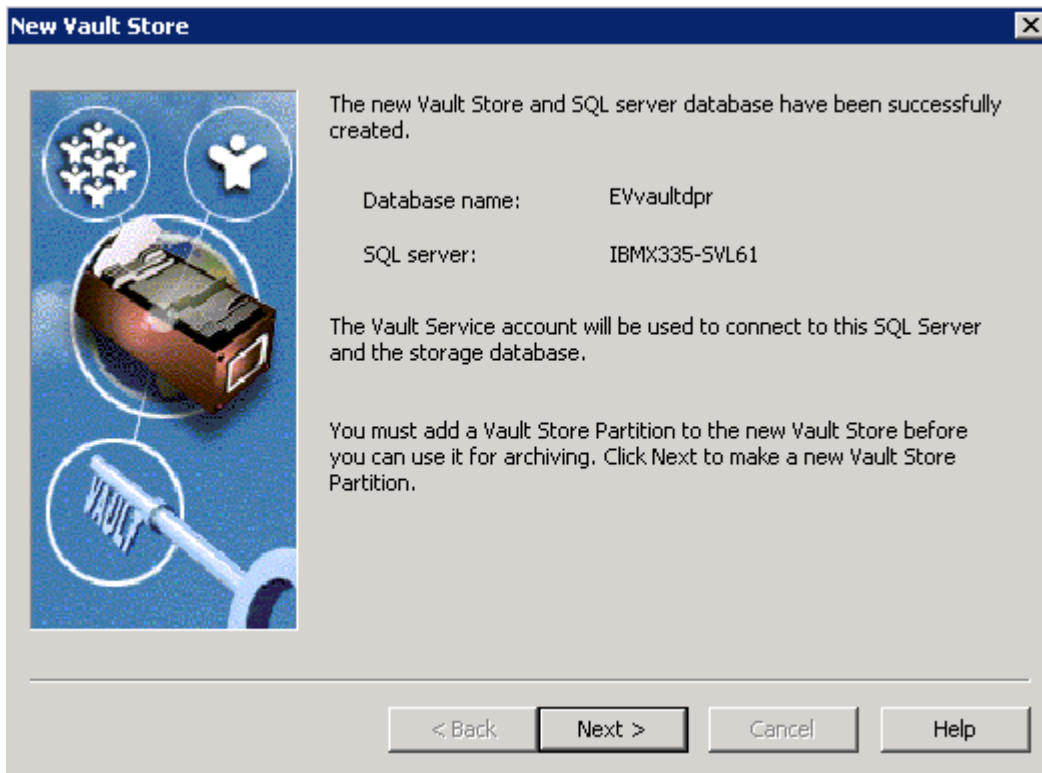 New Vault Store
The new Vault Store and SQL server database have been successfully
created.
Database name: EVvaultdpr
SQL server: IBMX335-SVL61
The Vault Service account will be used to connect to this SQL Server
and the storage database.
You must add a Vault Store Partition to the new Vault Store before
you can use it for archiving. Click Next to make a new Vault Store
Partition.
VAULT
< Back Next > Cancel Help